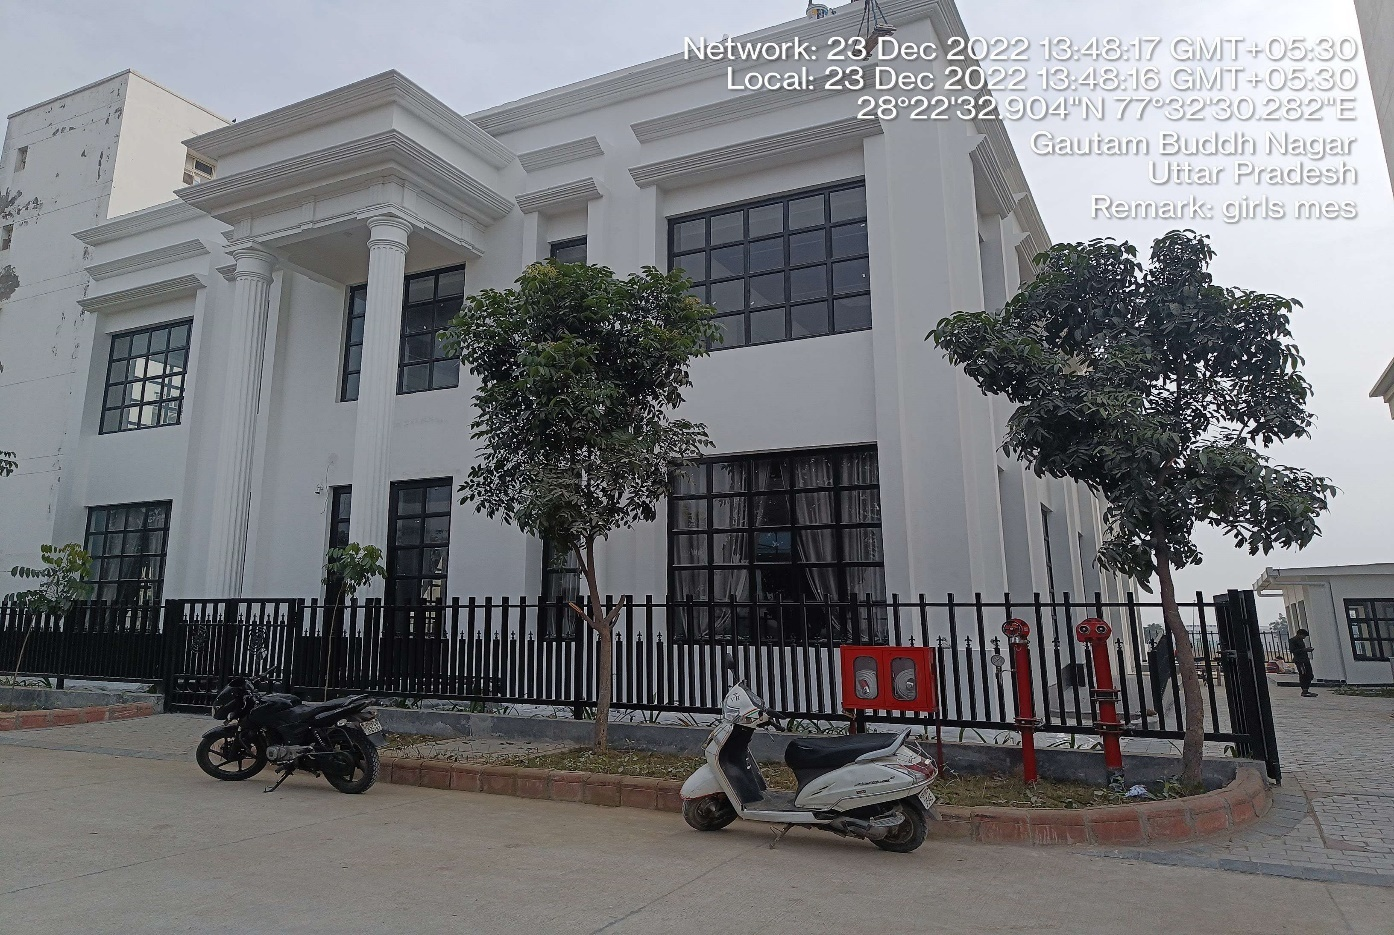 Network: 23 Dec 2022 13:48:17 GMT+05:30
Local: 23 Dec 2022 13:48:16 GMT+05:30
28°22'32.904"N 77°32'30.282"E
Gautam Buddh Nagar
Uttar Pradesh
Remark: girls mes